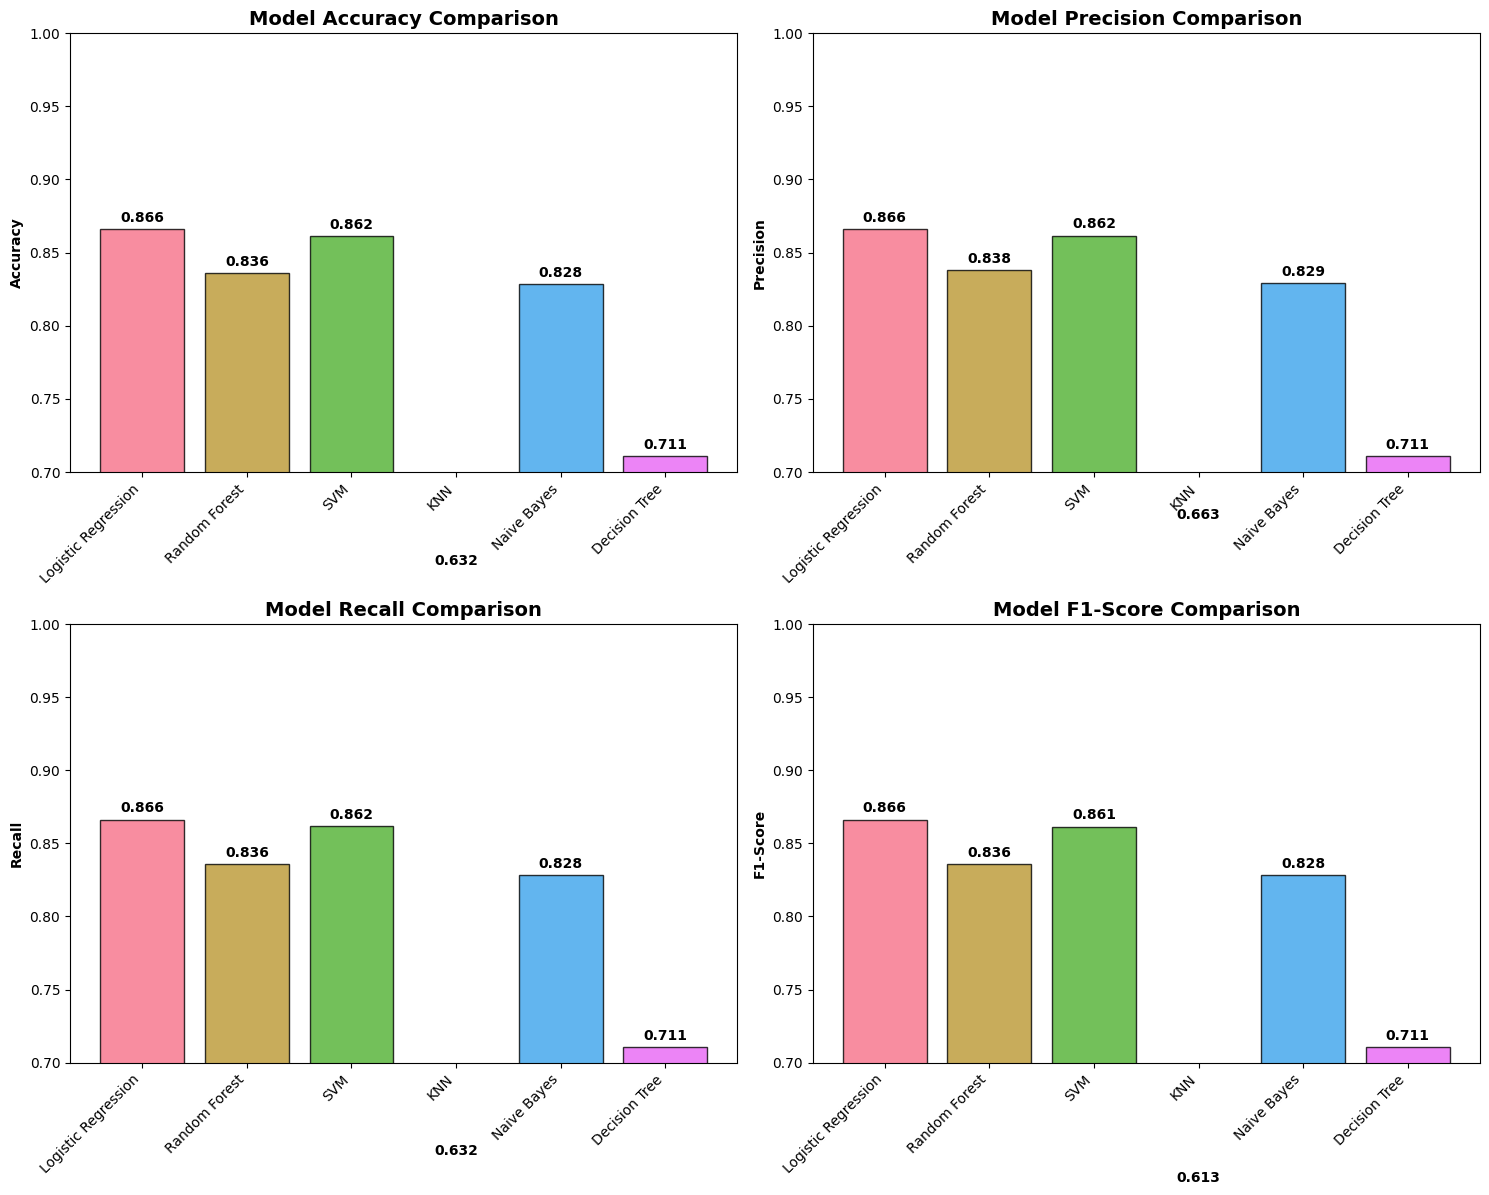 Model Accuracy Comparison
1.00
0.95
0.90
0.85
0.80
0.75
0.70
Accuracy
0.866
0.836
0.862
0.632
0.828
0.711
Logistic Regression
Random Forest
SVM
KNN
Naive Bayes
Decision Tree
Model Precision Comparison
1.00
0.95
0.90
0.85
0.80
0.75
0.70
Precision
0.866
0.838
0.862
0.663
0.829
0.711
Logistic Regression
Random Forest
SVM
KNN
Naive Bayes
Decision Tree
Model Recall Comparison
1.00
0.95
0.90
0.85
0.80
0.75
0.70
Recall
0.866
0.836
0.862
0.632
0.828
0.711
Logistic Regression
Random Forest
SVM
KNN
Naive Bayes
Decision Tree
Model F1-Score Comparison
1.00
0.95
0.90
0.85
0.80
0.75
0.70
F1-Score
0.866
0.836
0.861
0.613
0.828
0.711
Logistic Regression
Random Forest
SVM
KNN
Naive Bayes
Decision Tree